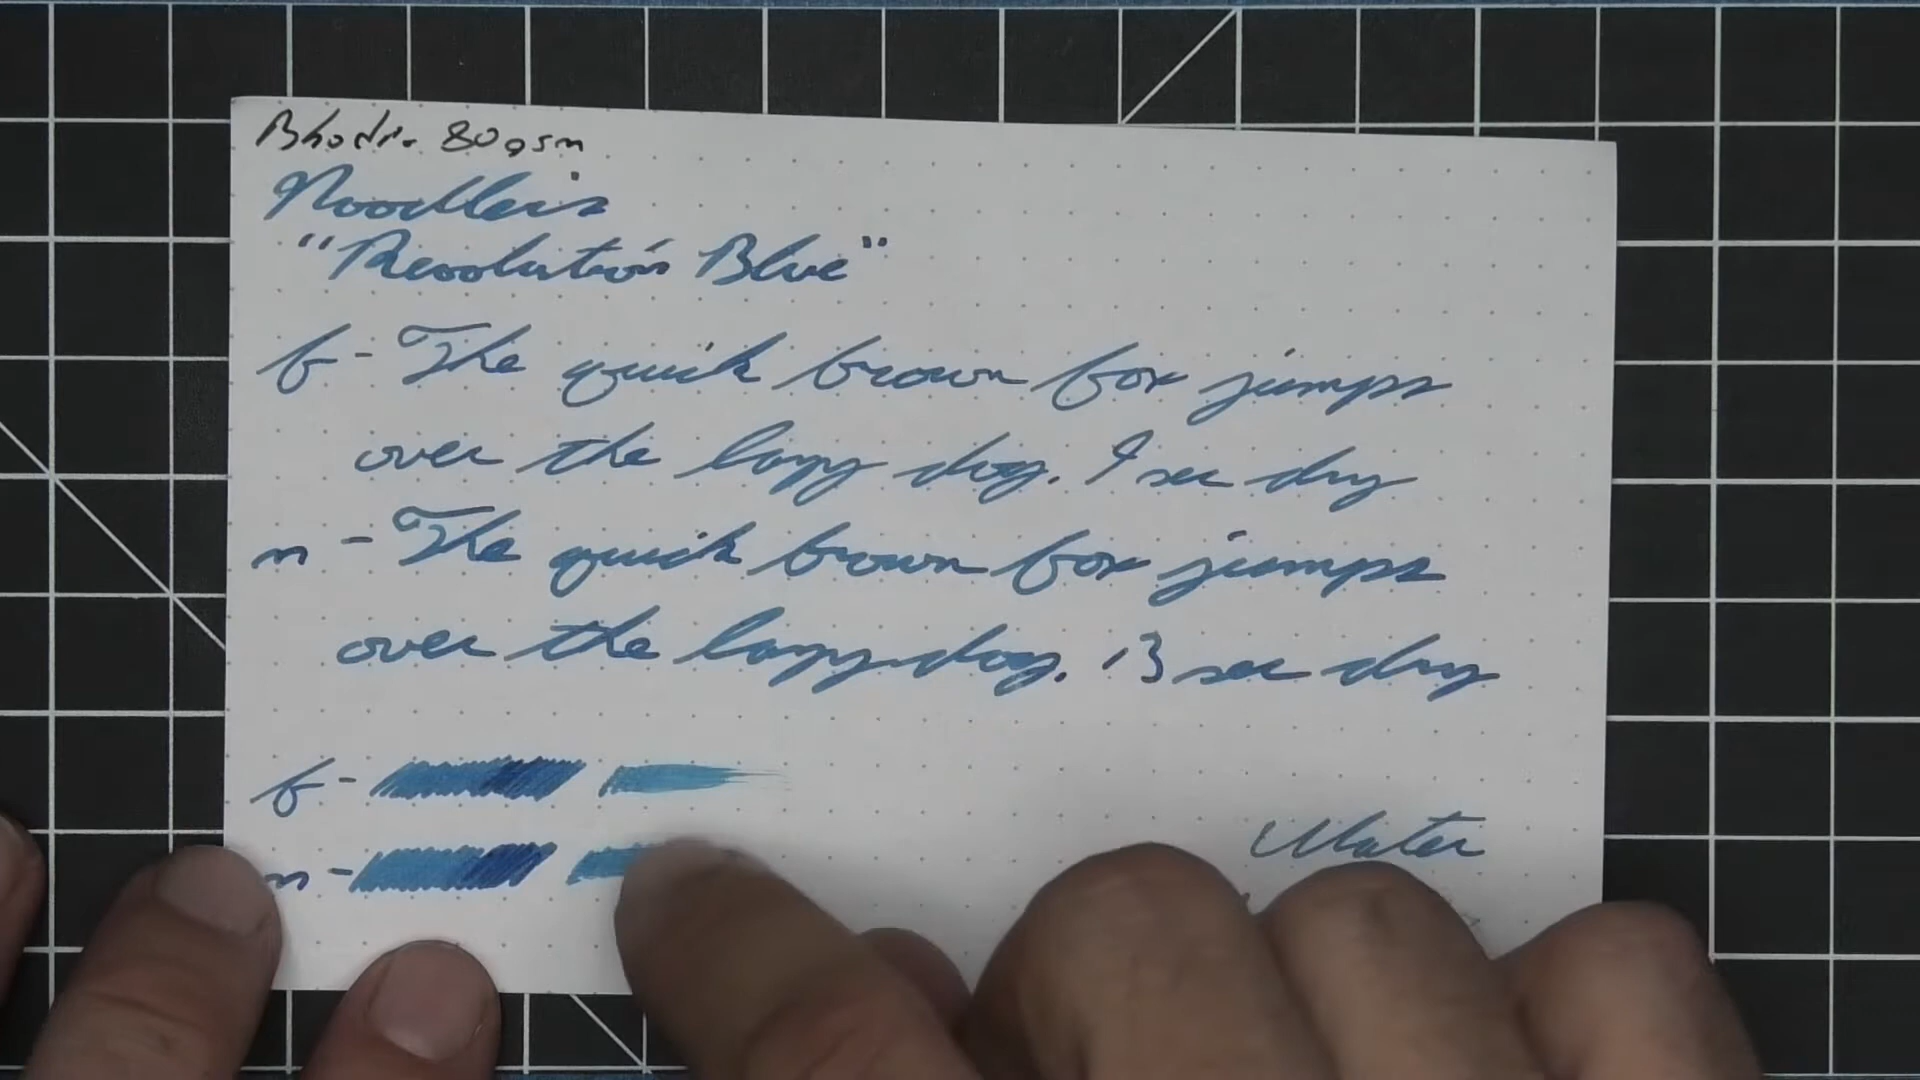 Rhodia 80gsm
Noodler's
"Revolution Blue"
f - The quick brown fox jumps
over the lazy dog. 9 sec dry
m - The quick brown fox jumps
over the lazy dog. 13 sec dry
f -
m -
Water